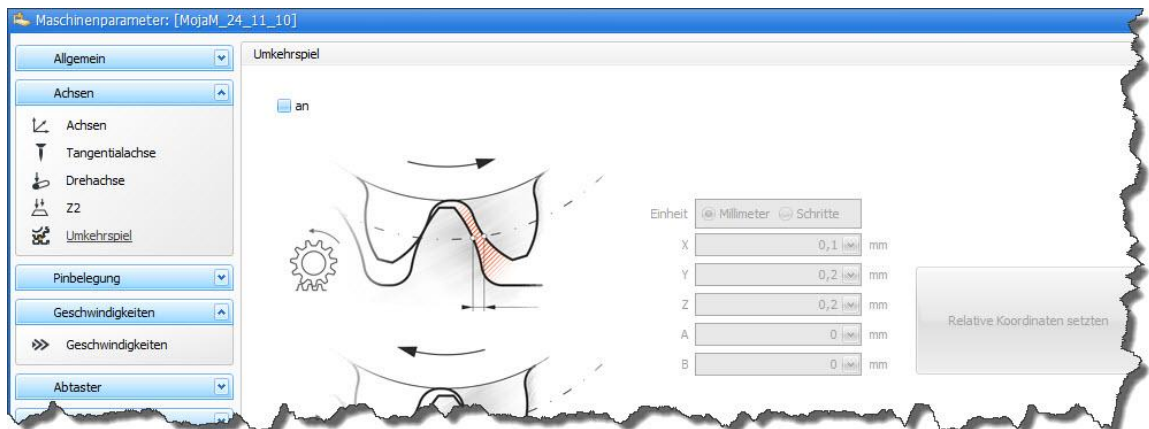 Maschinenparameter: [MojaM_24_11_10]
Allgemein
Achsen
Achsen
Tangentialachse
Drehachse
Z2
Umkehrspiel
Pinbelegung
Geschwindigkeiten
Geschwindigkeiten
Abtaster
Umkehrspiel
an
Einheit Millimeter Schritte
X 0,1 mm
Y 0,2 mm
Z 0,2 mm
A 0 mm
B 0 mm
Relative Koordinaten setzten